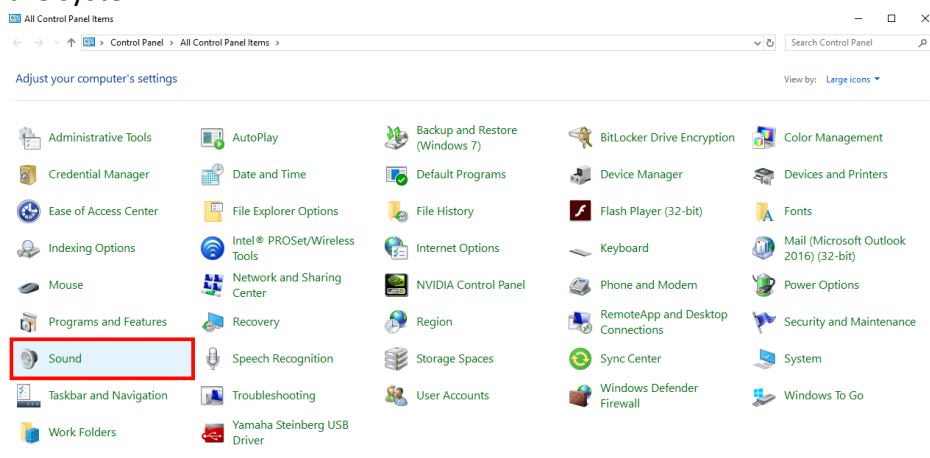 All Control Panel Items
Control Panel > All Control Panel Items >
Search Control Panel
Adjust your computer's settings
View by: Large icons
Administrative Tools
AutoPlay
Backup and Restore
(Windows 7)
BitLocker Drive Encryption
Color Management
Credential Manager
Date and Time
Default Programs
Device Manager
Devices and Printers
Ease of Access Center
File Explorer Options
File History
Flash Player (32-bit)
Fonts
Indexing Options
Intel® PROSet/Wireless
Tools
Internet Options
Keyboard
Mail (Microsoft Outlook
2016) (32-bit)
Mouse
Network and Sharing
Center
NVIDIA Control Panel
Phone and Modem
Power Options
Programs and Features
Recovery
Region
RemoteApp and Desktop
Connections
Security and Maintenance
Sound
Speech Recognition
Storage Spaces
Sync Center
System
Taskbar and Navigation
Troubleshooting
User Accounts
Windows Defender
Firewall
Windows To Go
Work Folders
Yamaha Steinberg USB
Driver